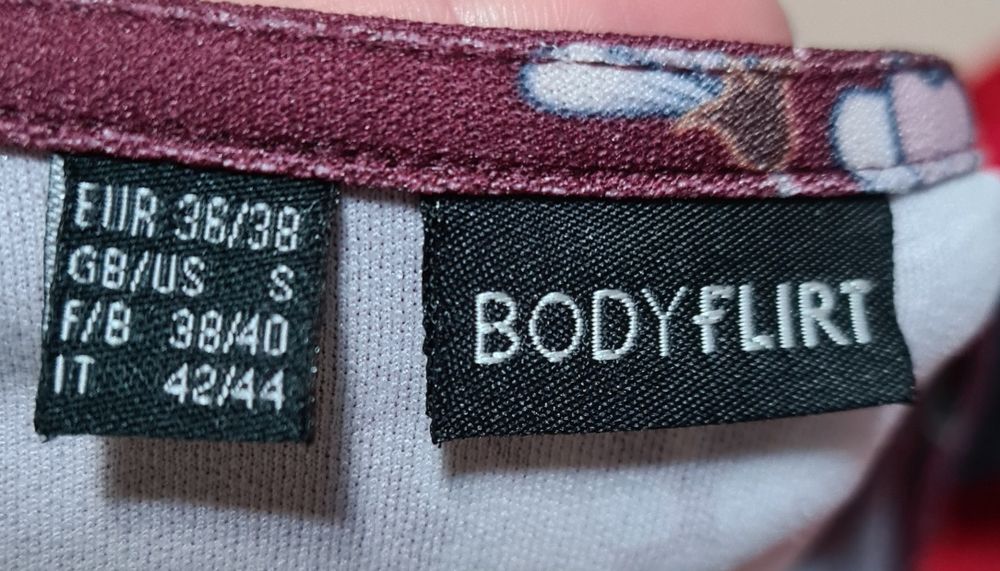 EUR 36/38
GB/US S
F/B 38/40
IT 42/44
BODYFLIRT